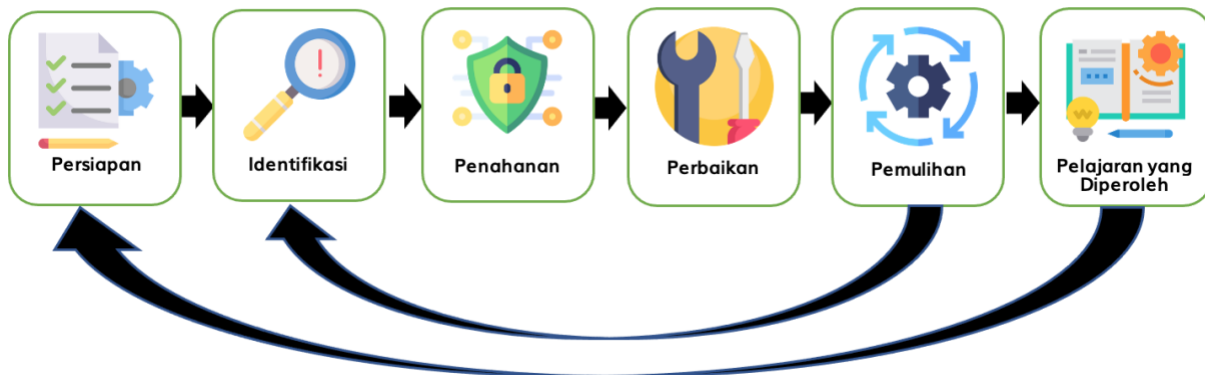 Persiapan
Identifikasi
Penahanan
Perbaikan
Pemulihan
Pelajaran yang
Diperoleh